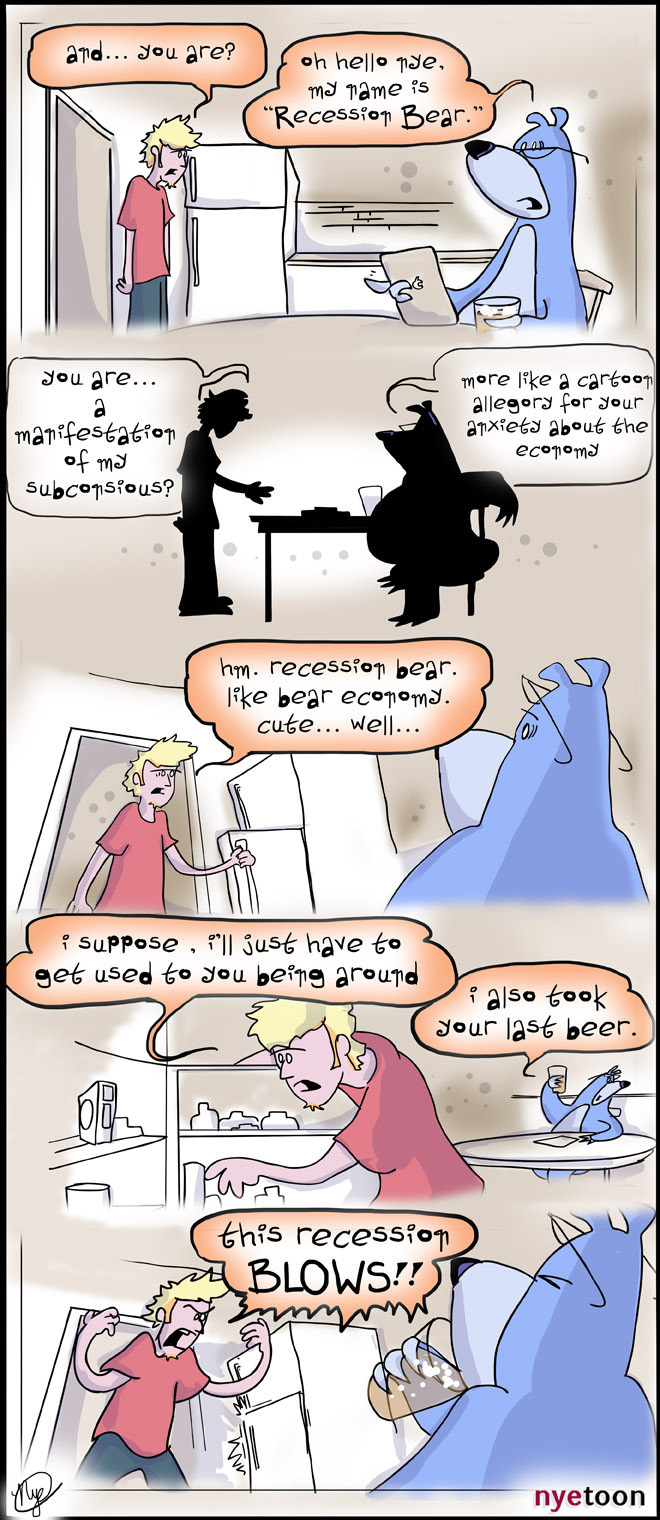 and... you are?
oh hello nye,
my name is
"Recession Bear."
you are...
a
manifestation
of my
subconsious?
more like a cartoon
allegory for your
anxiety about the
economy
hm. recession bear.
like bear economy.
cute... well...
i suppose, i'll just have to
get used to you being around
i also took
your last beer.
this recession
BLOWS!!
nye
nyetoon